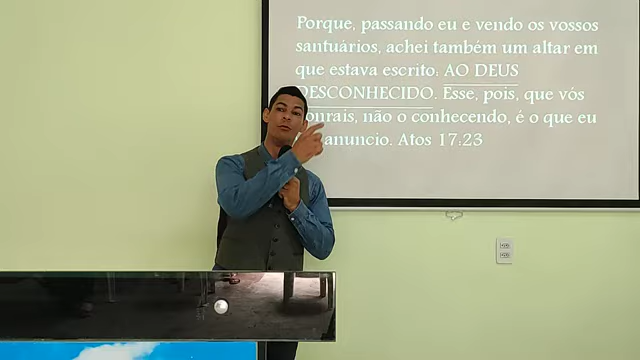 Porque, passando eu e vendo os vossos
santuários, achei também um altar em
que estava escrito: AO DEUS
DESCONHECIDO. Esse, pois, que vós
honrais, não o conhecendo, é o que eu
anuncio. Atos 17:23